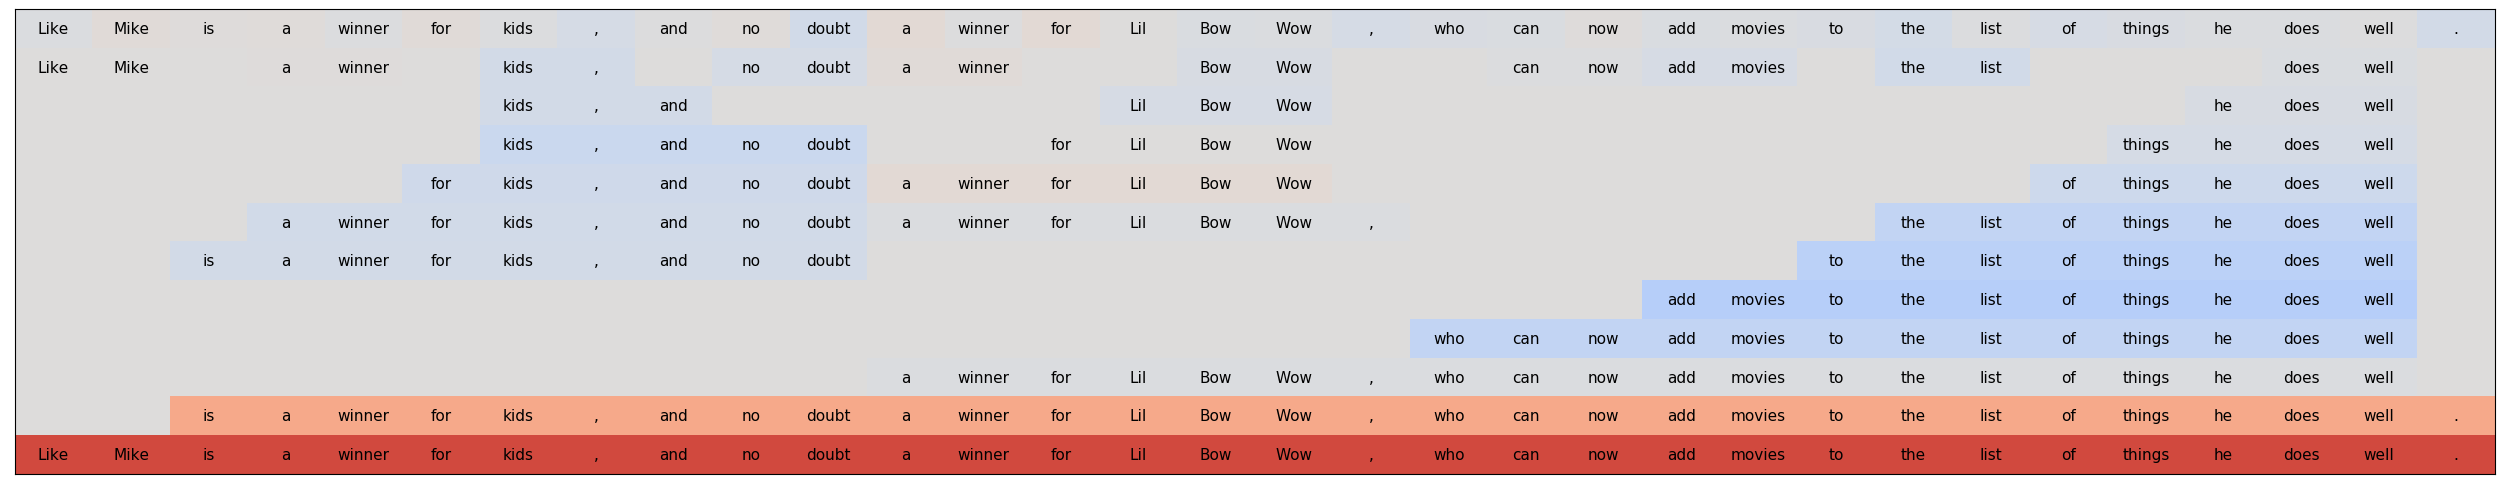 Like Mike is a winner for kids , and no doubt a winner for Lil Bow Wow , who can now add movies to the list of things he does well .
Like Mike a winner kids , no doubt a winner Bow Wow can now add movies the list does well
kids , and Lil Bow Wow he does well
kids , and no doubt for Lil Bow Wow things he does well
for kids , and no doubt a winner for Lil Bow Wow of things he does well
a winner for kids , and no doubt a winner for Lil Bow Wow , the list of things he does well
is a winner for kids , and no doubt to the list of things he does well
add movies to the list of things he does well
who can now add movies to the list of things he does well
a winner for Lil Bow Wow , who can now add movies to the list of things he does well
is a winner for kids , and no doubt a winner for Lil Bow Wow , who can now add movies to the list of things he does well .
Like Mike is a winner for kids , and no doubt a winner for Lil Bow Wow , who can now add movies to the list of things he does well .